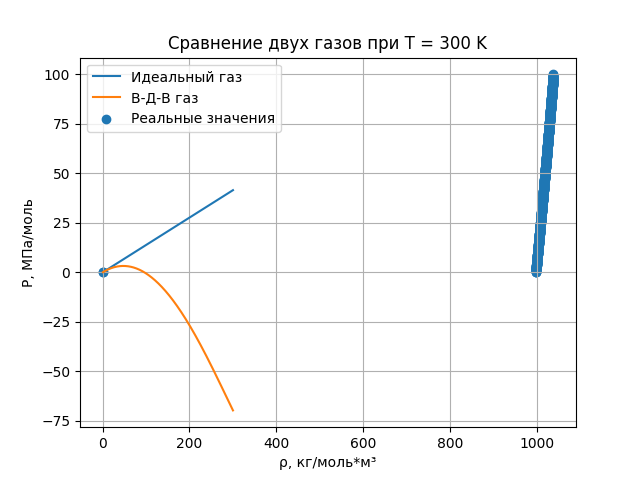 Сравнение двух газов при T = 300 K
Идеальный газ
В-Д-В газ
Реальные значения
100
75
50
25
0
−25
−50
−75
P, МПа/моль
0
200
400
600
800
1000
ρ, кг/моль*м³